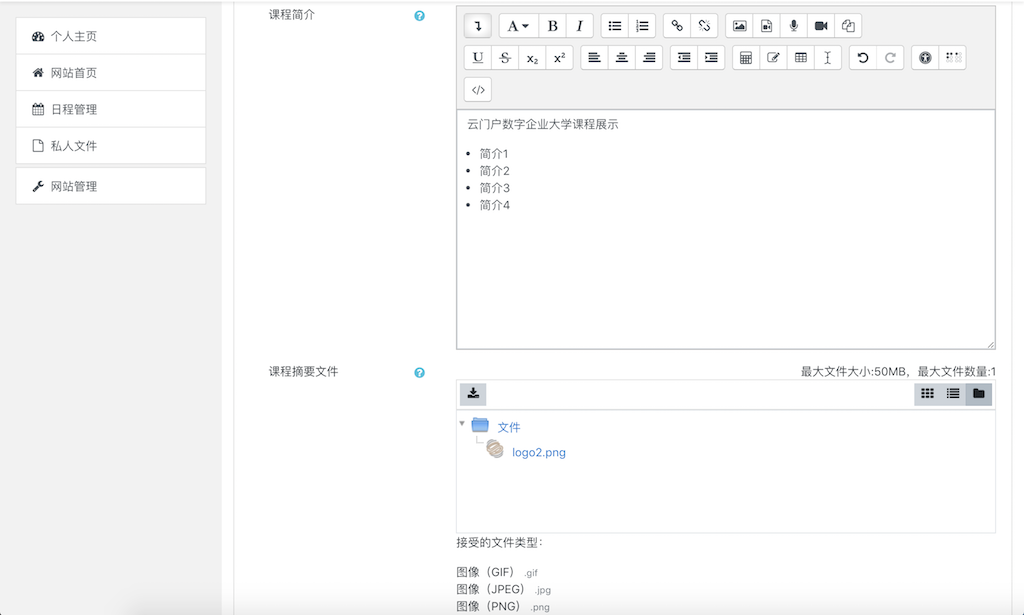 个人主页
网站首页
日程管理
私人文件
网站管理
课程简介
云门户数字企业大学课程展示
• 简介1
• 简介2
• 简介3
• 简介4
课程摘要文件
最大文件大小:50MB，最大文件数量:1
文件
logo2.png
接受的文件类型：
图像（GIF） .gif
图像（JPEG） .jpg
图像（PNG） .png